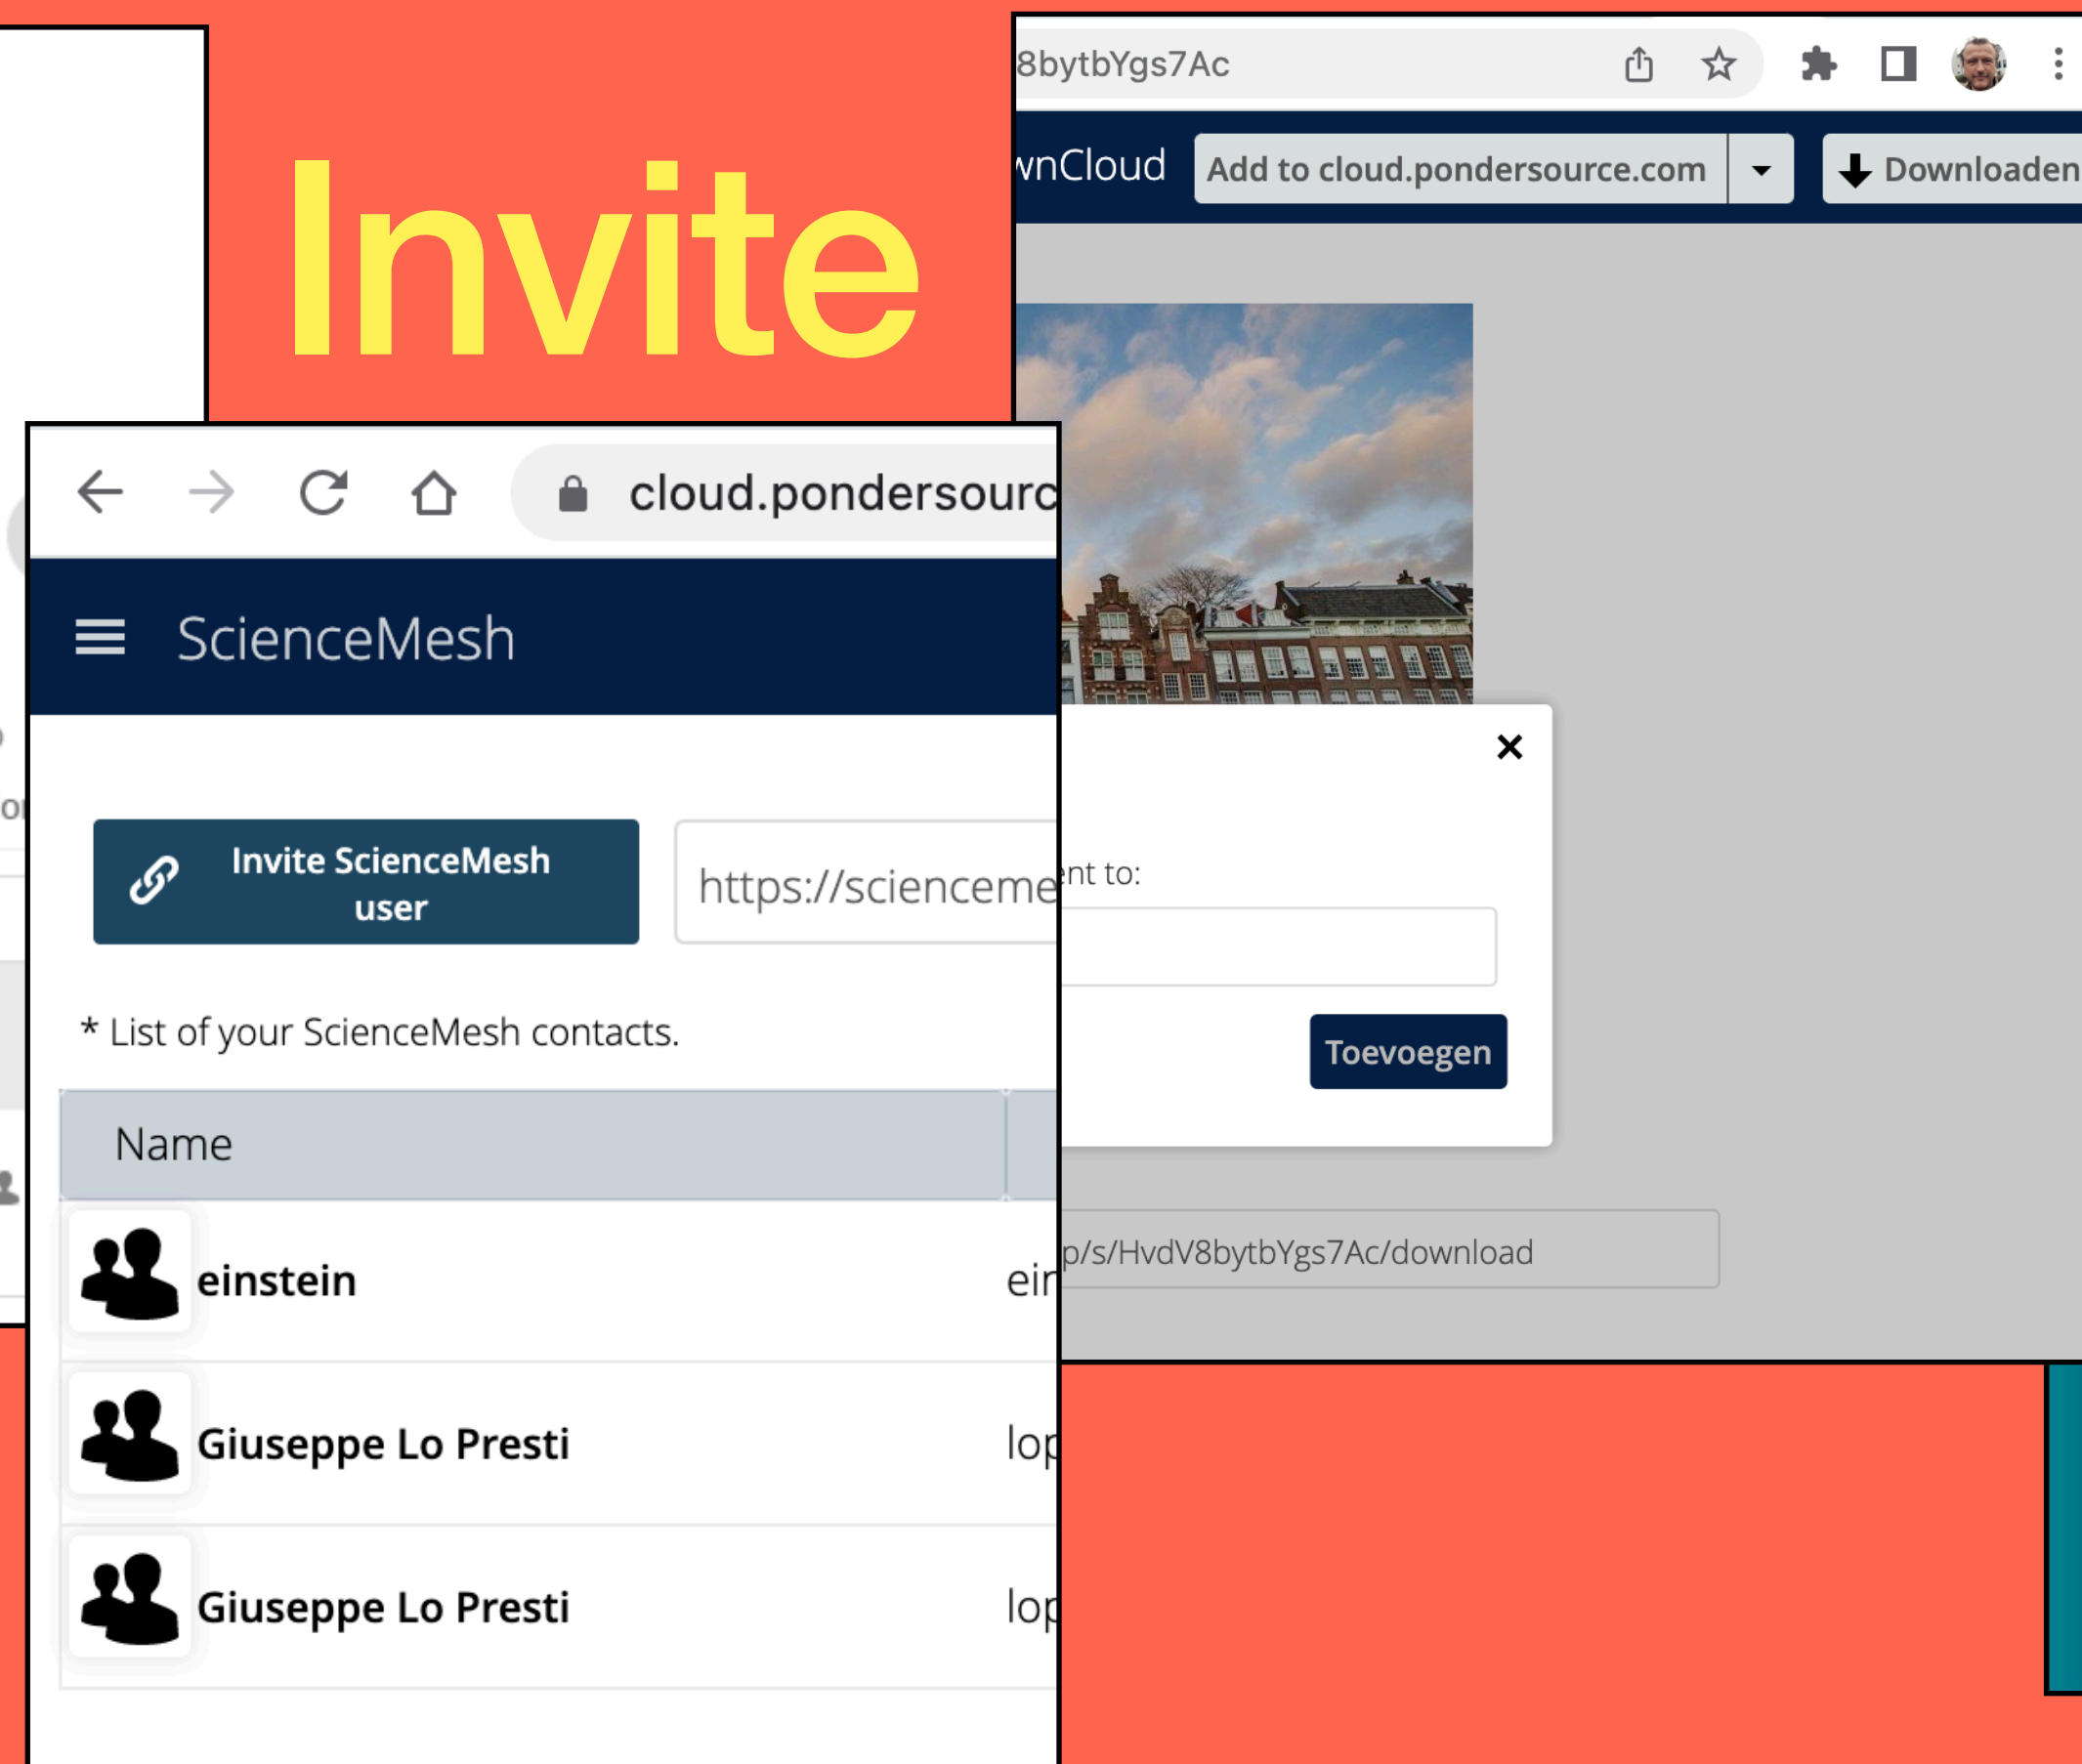 Invite
8bytbYgs7Ac
wnCloud
Add to cloud.pondersource.com
Downloaden
cloud.pondersourc
ScienceMesh
Invite ScienceMesh
user
https://scienceme
* List of your ScienceMesh contacts.
Name
einstein
ein
Giuseppe Lo Presti
lop
Giuseppe Lo Presti
lop
ent to:
Toevoegen
p/s/HvdV8bytbYgs7Ac/download